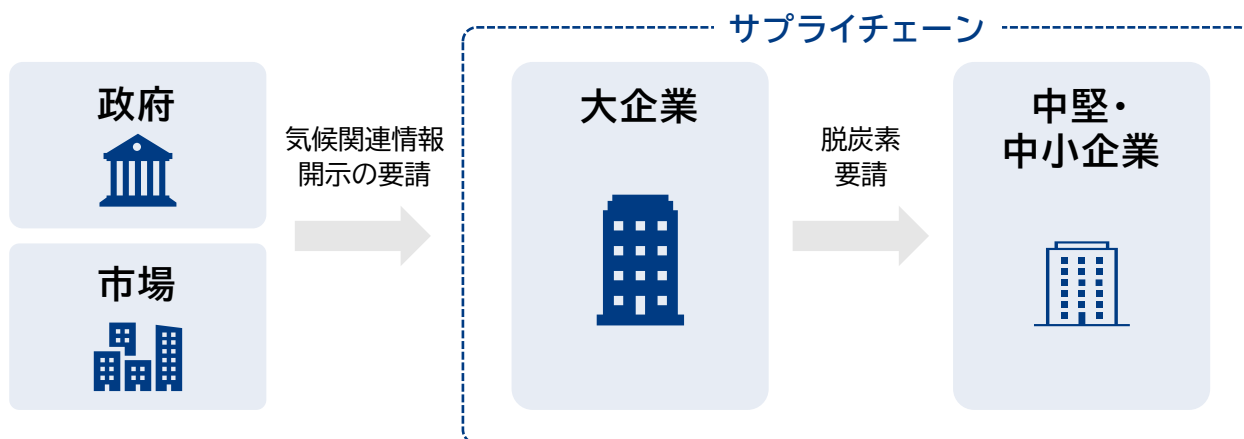 サプライチェーン
政府
市場
気候関連情報
開示の要請
大企業
脱炭素
要請
中堅・
中小企業